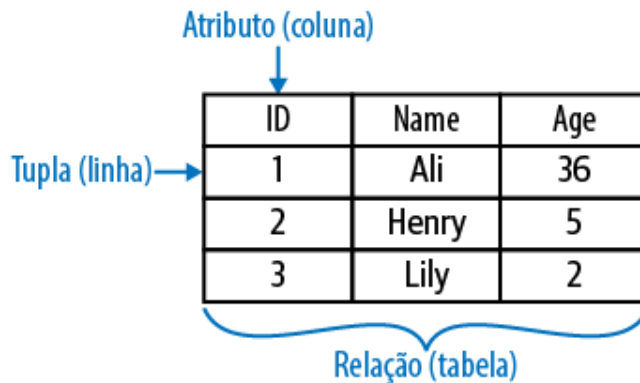 Atributo (coluna)
ID Name Age
Tupla (linha) 1 Ali 36
2 Henry 5
3 Lily 2
Relação (tabela)